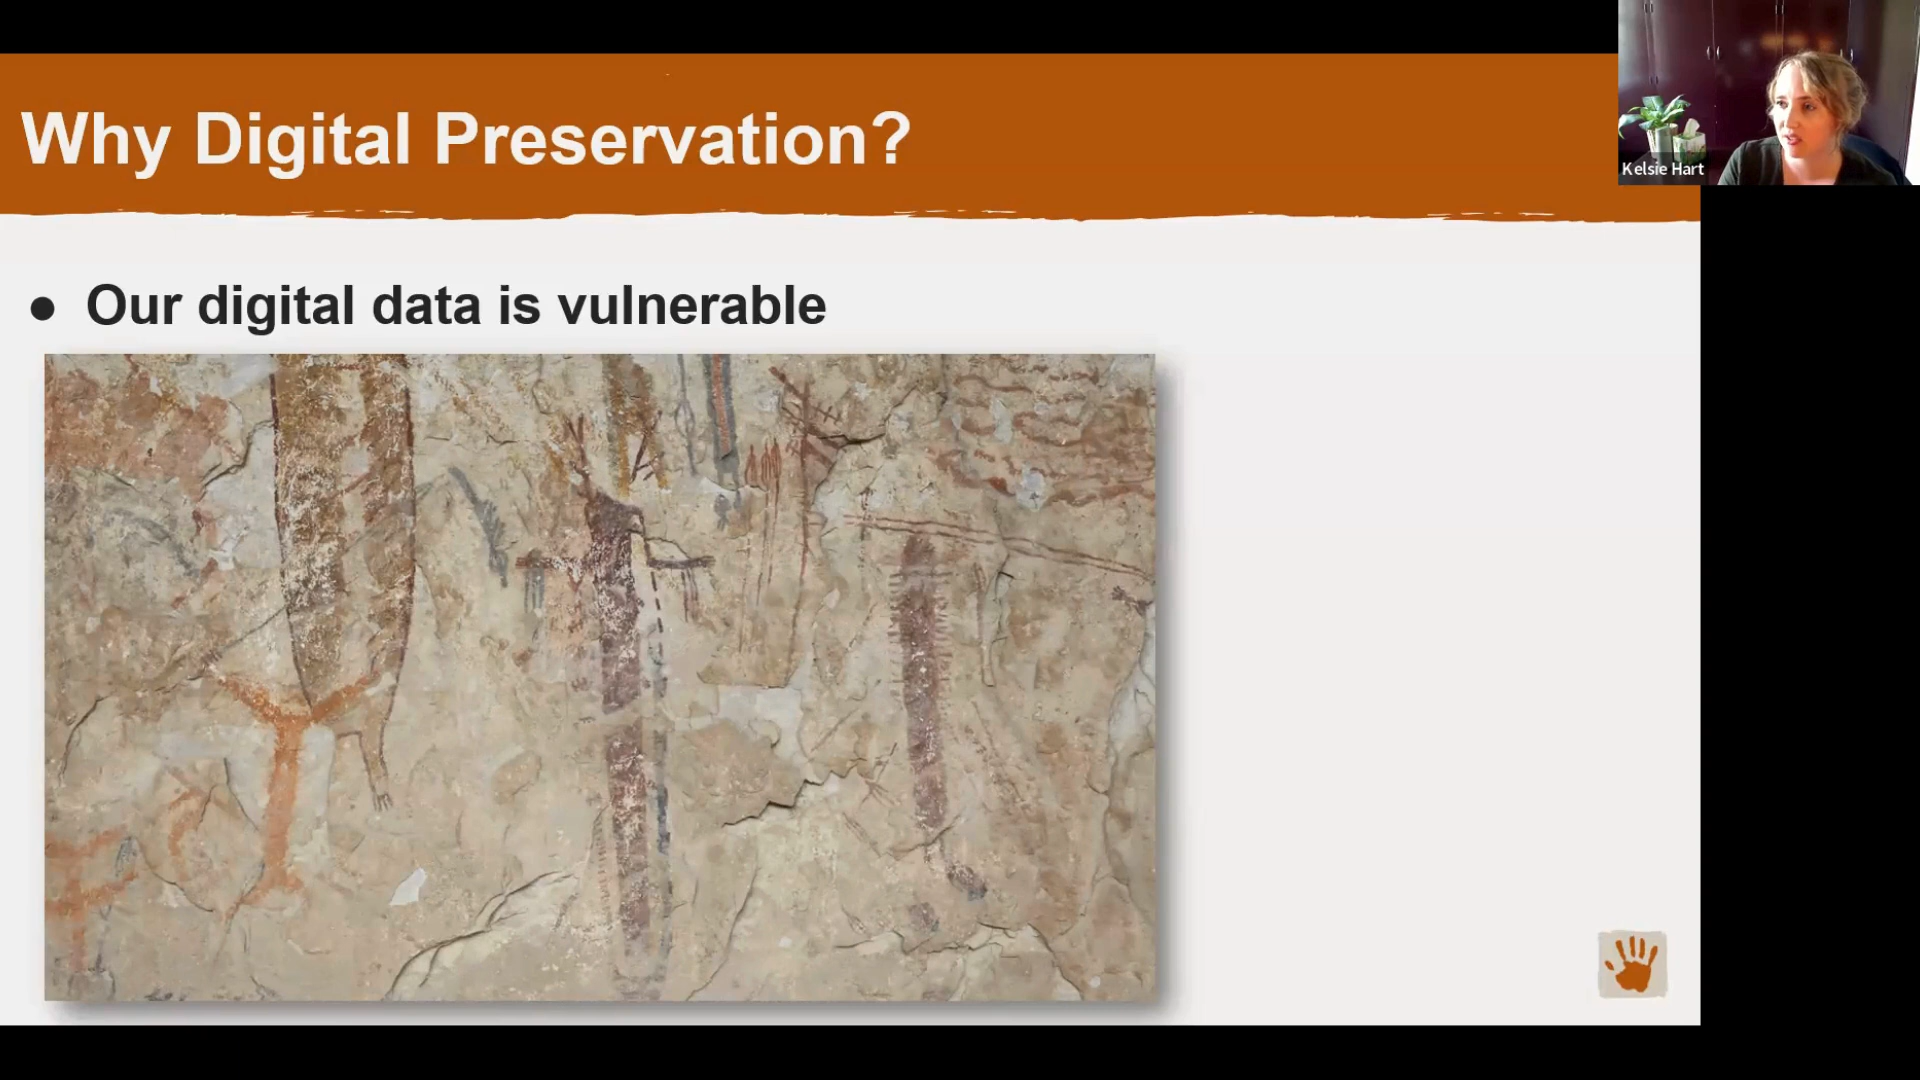 Why Digital Preservation?
Kelsie Hart
● Our digital data is vulnerable